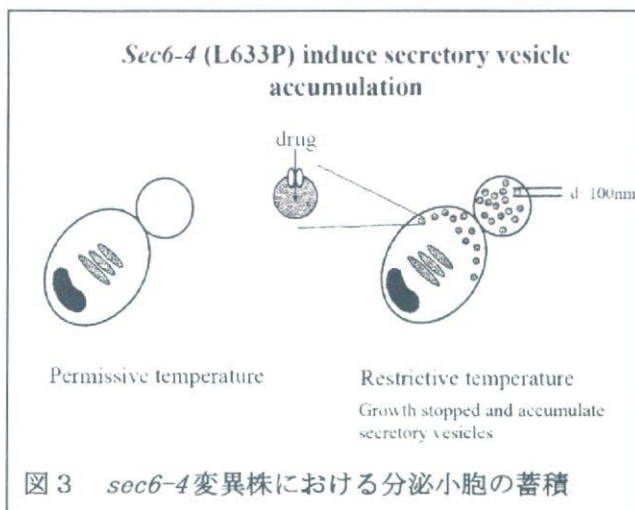 Sec6-4 (L633P) induce secretory vesicle
accumulation
drug
d=100nm
Permissive temperature
Restrictive temperature
Growth stopped and accumulate
secretory vesicles
図3 sec6-4変異株における分泌小胞の蓄積